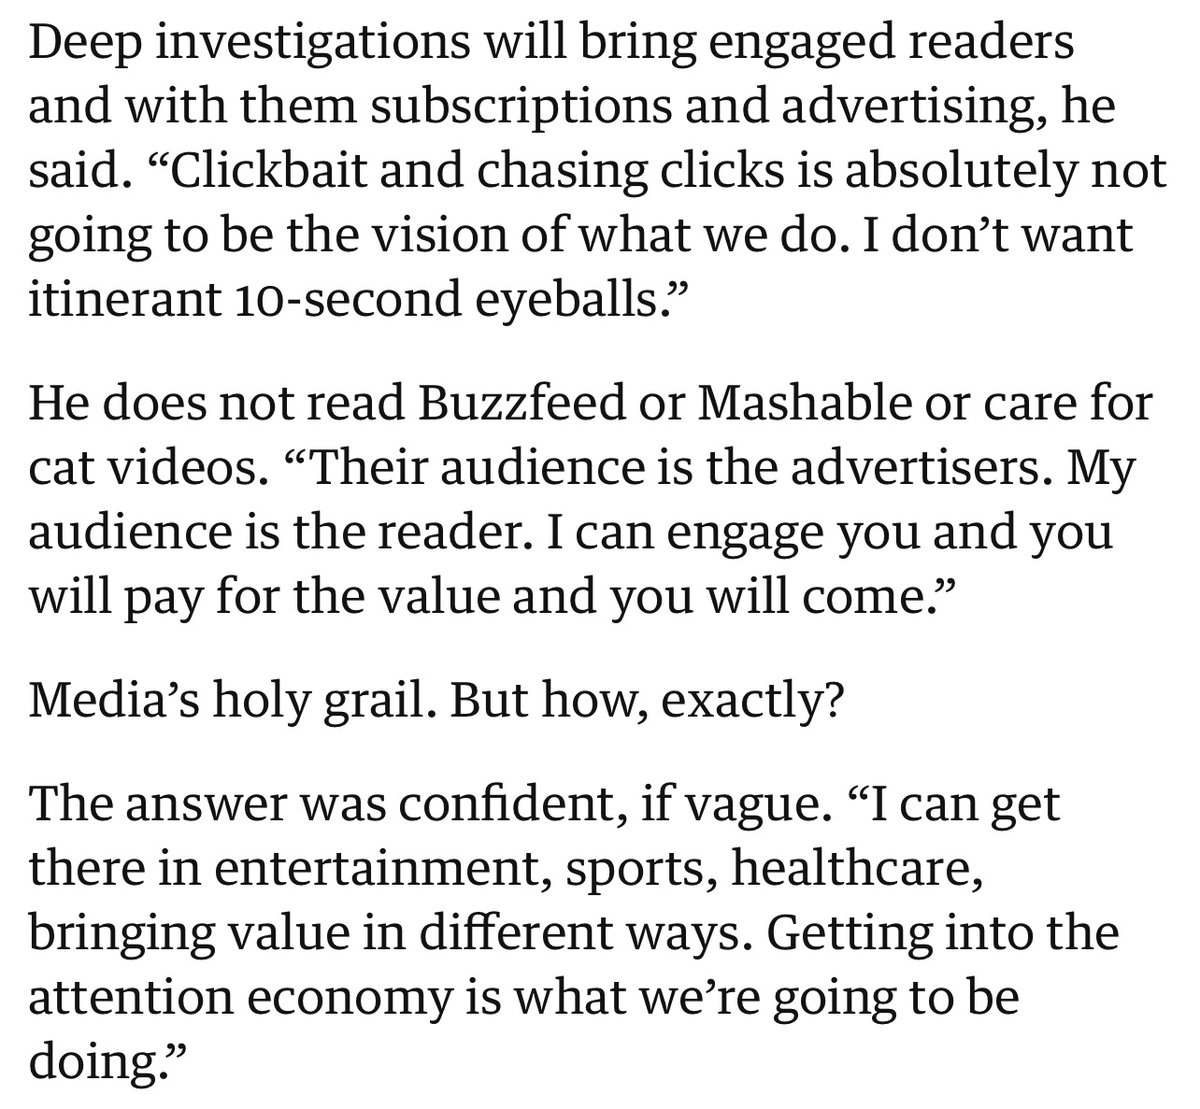 Deep investigations will bring engaged readers
and with them subscriptions and advertising, he
said. “Clickbait and chasing clicks is absolutely not
going to be the vision of what we do. I don’t want
itinerant 10-second eyeballs.”
He does not read Buzzfeed or Mashable or care for
cat videos. “Their audience is the advertisers. My
audience is the reader. I can engage you and you
will pay for the value and you will come.”
Media’s holy grail. But how, exactly?
The answer was confident, if vague. “I can get
there in entertainment, sports, healthcare,
bringing value in different ways. Getting into the
attention economy is what we’re going to be
doing.”